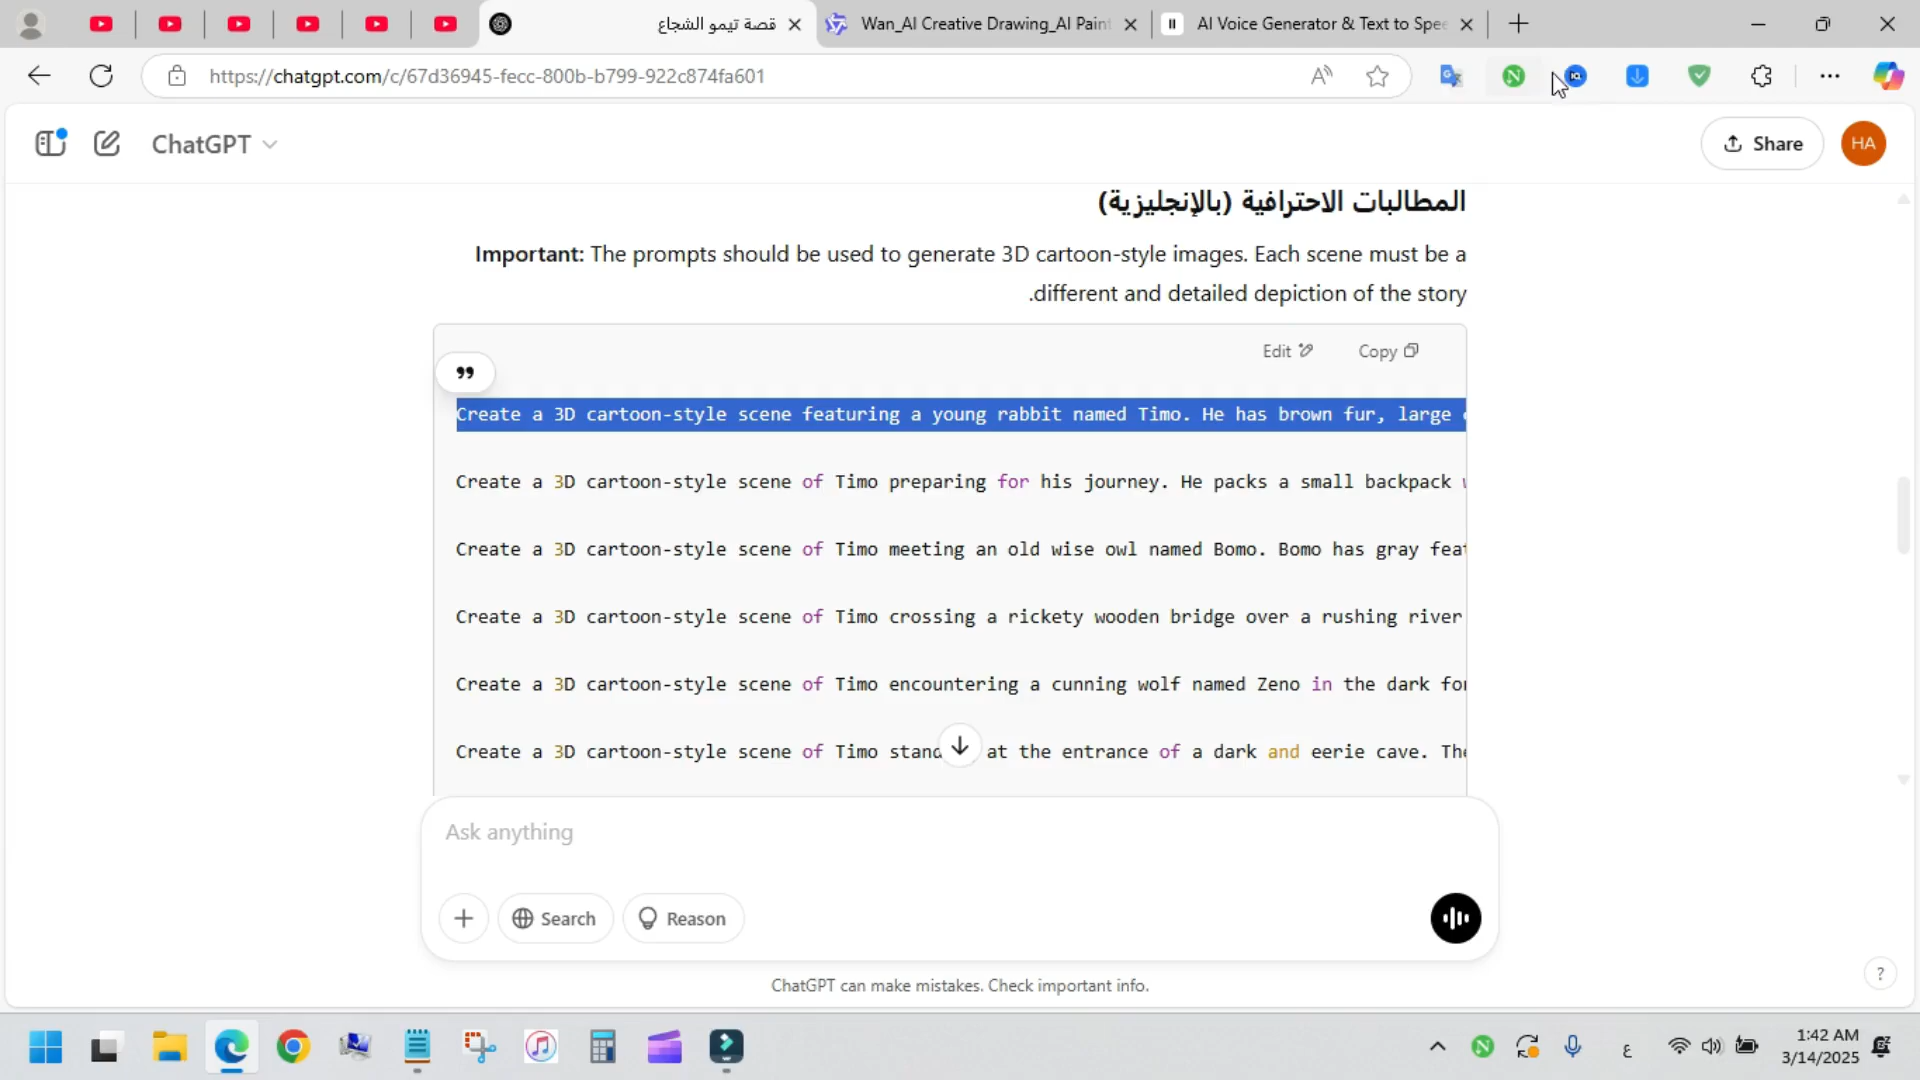 قصة تيمو الشجاع
Wan_AI Creative Drawing_AI Paint
AI Voice Generator & Text to Spee
https://chatgpt.com/c/67d36945-fecc-800b-b799-922c874fa601
ChatGPT
Share
HA
المطالبات الاحترافية (بالإنجليزية)
Important: The prompts should be used to generate 3D cartoon-style images. Each scene must be a
.different and detailed depiction of the story
Edit
Copy
Create a 3D cartoon-style scene featuring a young rabbit named Timo. He has brown fur, large
Create a 3D cartoon-style scene of Timo preparing for his journey. He packs a small backpack
Create a 3D cartoon-style scene of Timo meeting an old wise owl named Bomo. Bomo has gray feat
Create a 3D cartoon-style scene of Timo crossing a rickety wooden bridge over a rushing river
Create a 3D cartoon-style scene of Timo encountering a cunning wolf named Zeno in the dark for
Create a 3D cartoon-style scene of Timo stand at the entrance of a dark and eerie cave. The
Ask anything
Search
Reason
ChatGPT can make mistakes. Check important info.
?
ع
1:42 AM
3/14/2025